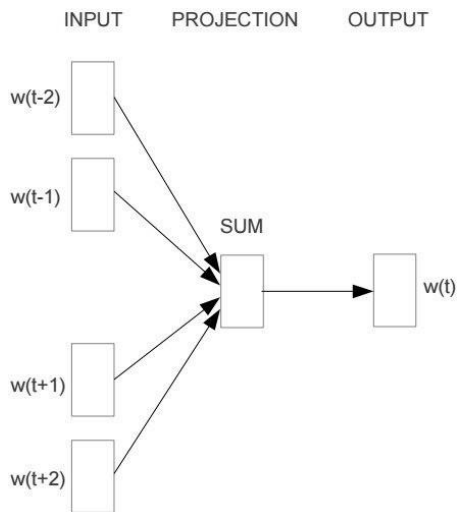 INPUT PROJECTION OUTPUT
w(t-2)
w(t-1)
SUM
w(t)
w(t+1)
w(t+2)